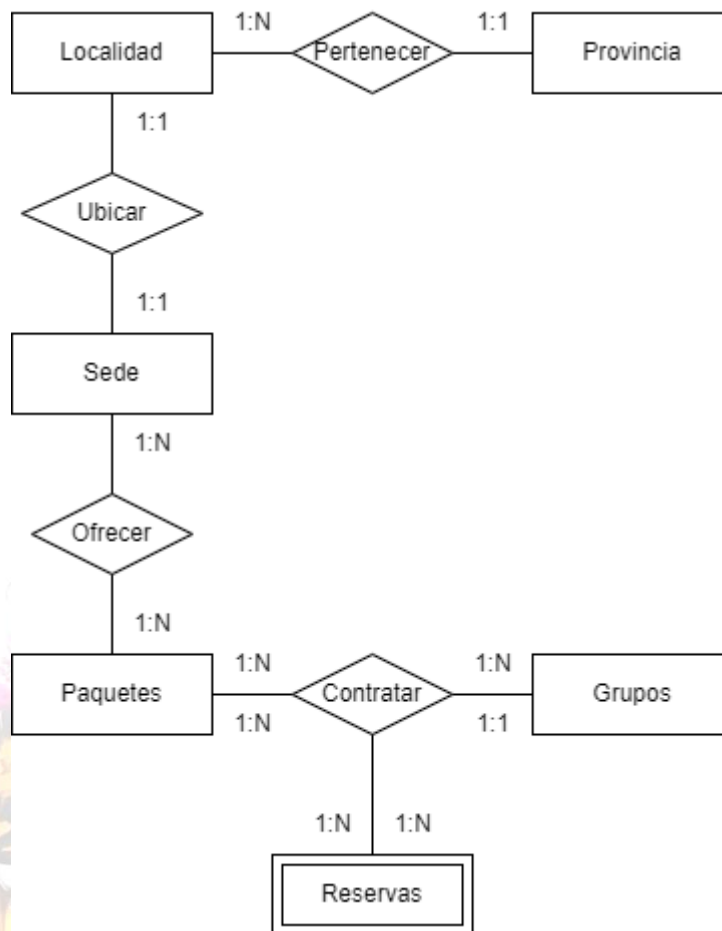 Localidad
1:N
Pertenecer
1:1
Provincia
1:1
Ubicar
1:1
Sede
1:N
Ofrecer
1:N
Paquetes
1:N
1:N
Contratar
1:N
1:1
Grupos
1:N
1:N
Reservas